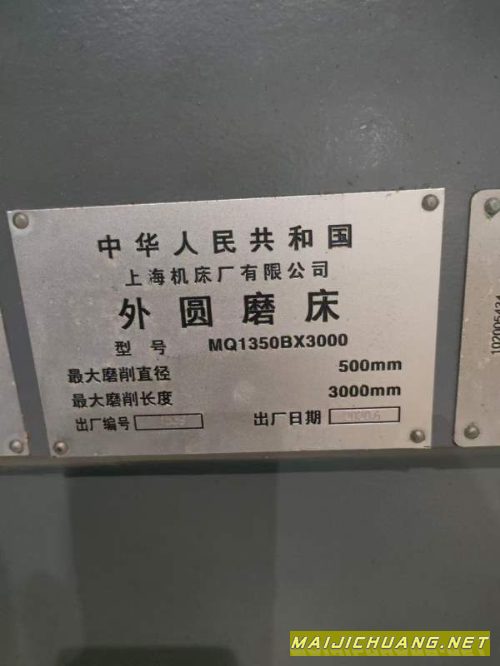 中华人民共和国
上海机床厂有限公司
外圆磨床
型号 MQ1350BX3000
最大磨削直径 500mm
最大磨削长度 3000mm
出厂编号 出厂日期
MAIJICHUANG.NET